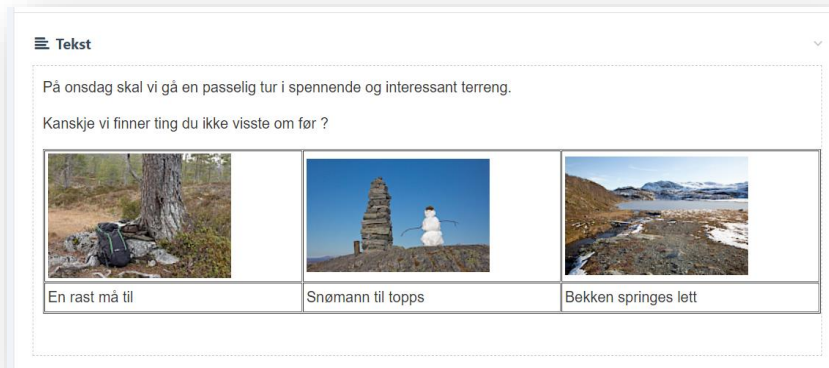 Tekst
På onsdag skal vi gå en passelig tur i spennende og interessant terreng.
Kanskje vi finner ting du ikke visste om før ?
En rast må til
Snømann til topps
Bekken springes lett